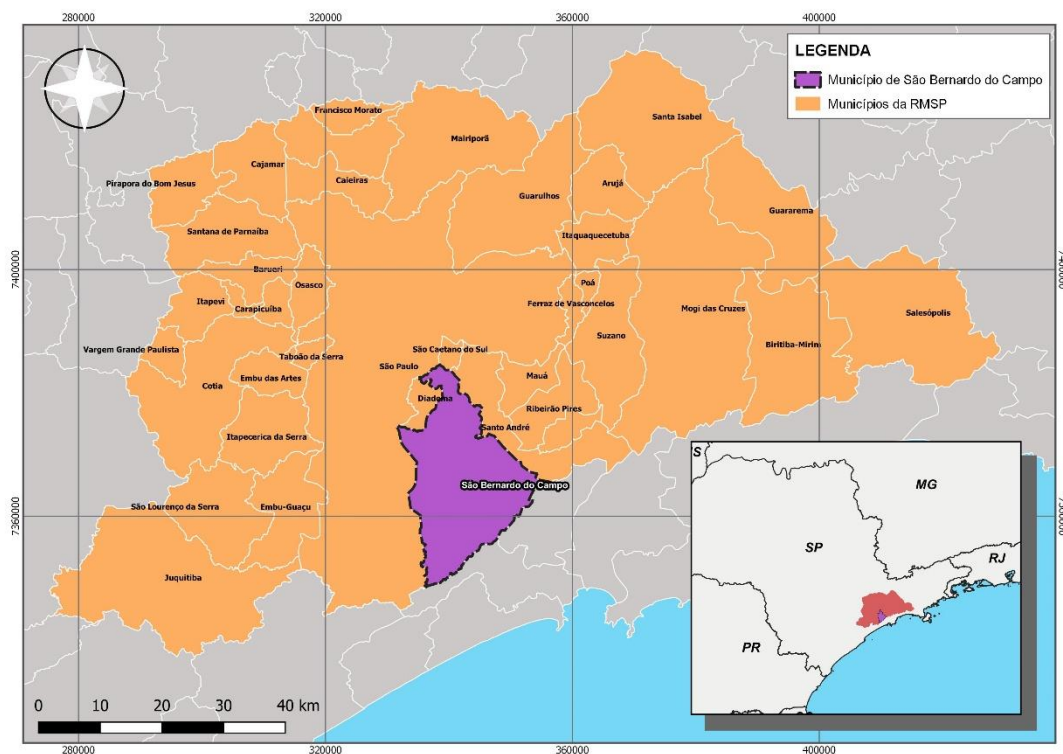 280000 320000 360000 400000
LEGENDA
Município de São Bernardo do Campo
Municípios da RMSP
Francisco Morato
Santa Isabel
Mairiporã
Cajamar
Pirapora do Bom Jesus
Caieiras
Arujá
Guarulhos
Guararema
Santana de Parnaíba
Itaquaquecetuba
7400000
Barueri
7400000
Osasco
Poá
Itapevi
Carapicuíba
Ferraz de Vasconcelos
Mogi das Cruzes
Salesópolis
Suzano
Vargem Grande Paulista
Taboão da Serra
São Caetano do Sul
Biritiba-Mirim
São Paulo
Mauá
Cotia
Embu das Artes
Diadema
Ribeirão Pires
Itapecerica da Serra
Santo André
São Bernardo do Campo
São Lourenço da Serra
Embu-Guaçu
7360000
7360000
Juquitiba
S
MG
SP
RJ
PR
0 10 20 30 40 km
280000 320000 360000 400000